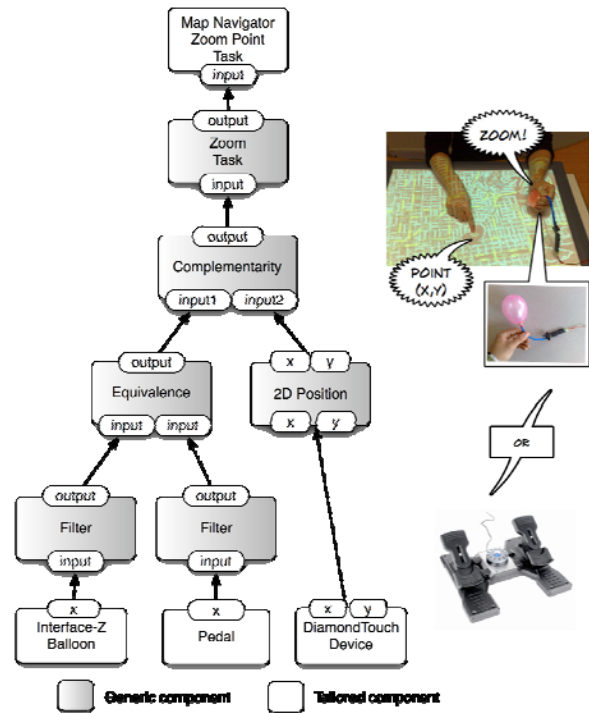 Map Navigator
Zoom Point
Task
input
output
Zoom
Task
input
output
Complementarity
input1 input2
output
Equivalence
input input
x y
2D Position
x y
output
Filter
input
output
Filter
input
x
Interface-Z
Balloon
x
Pedal
x y
DiamondTouch
Device
Generic component
Tailored component
ZOOM!
POINT
(X,Y)
OR